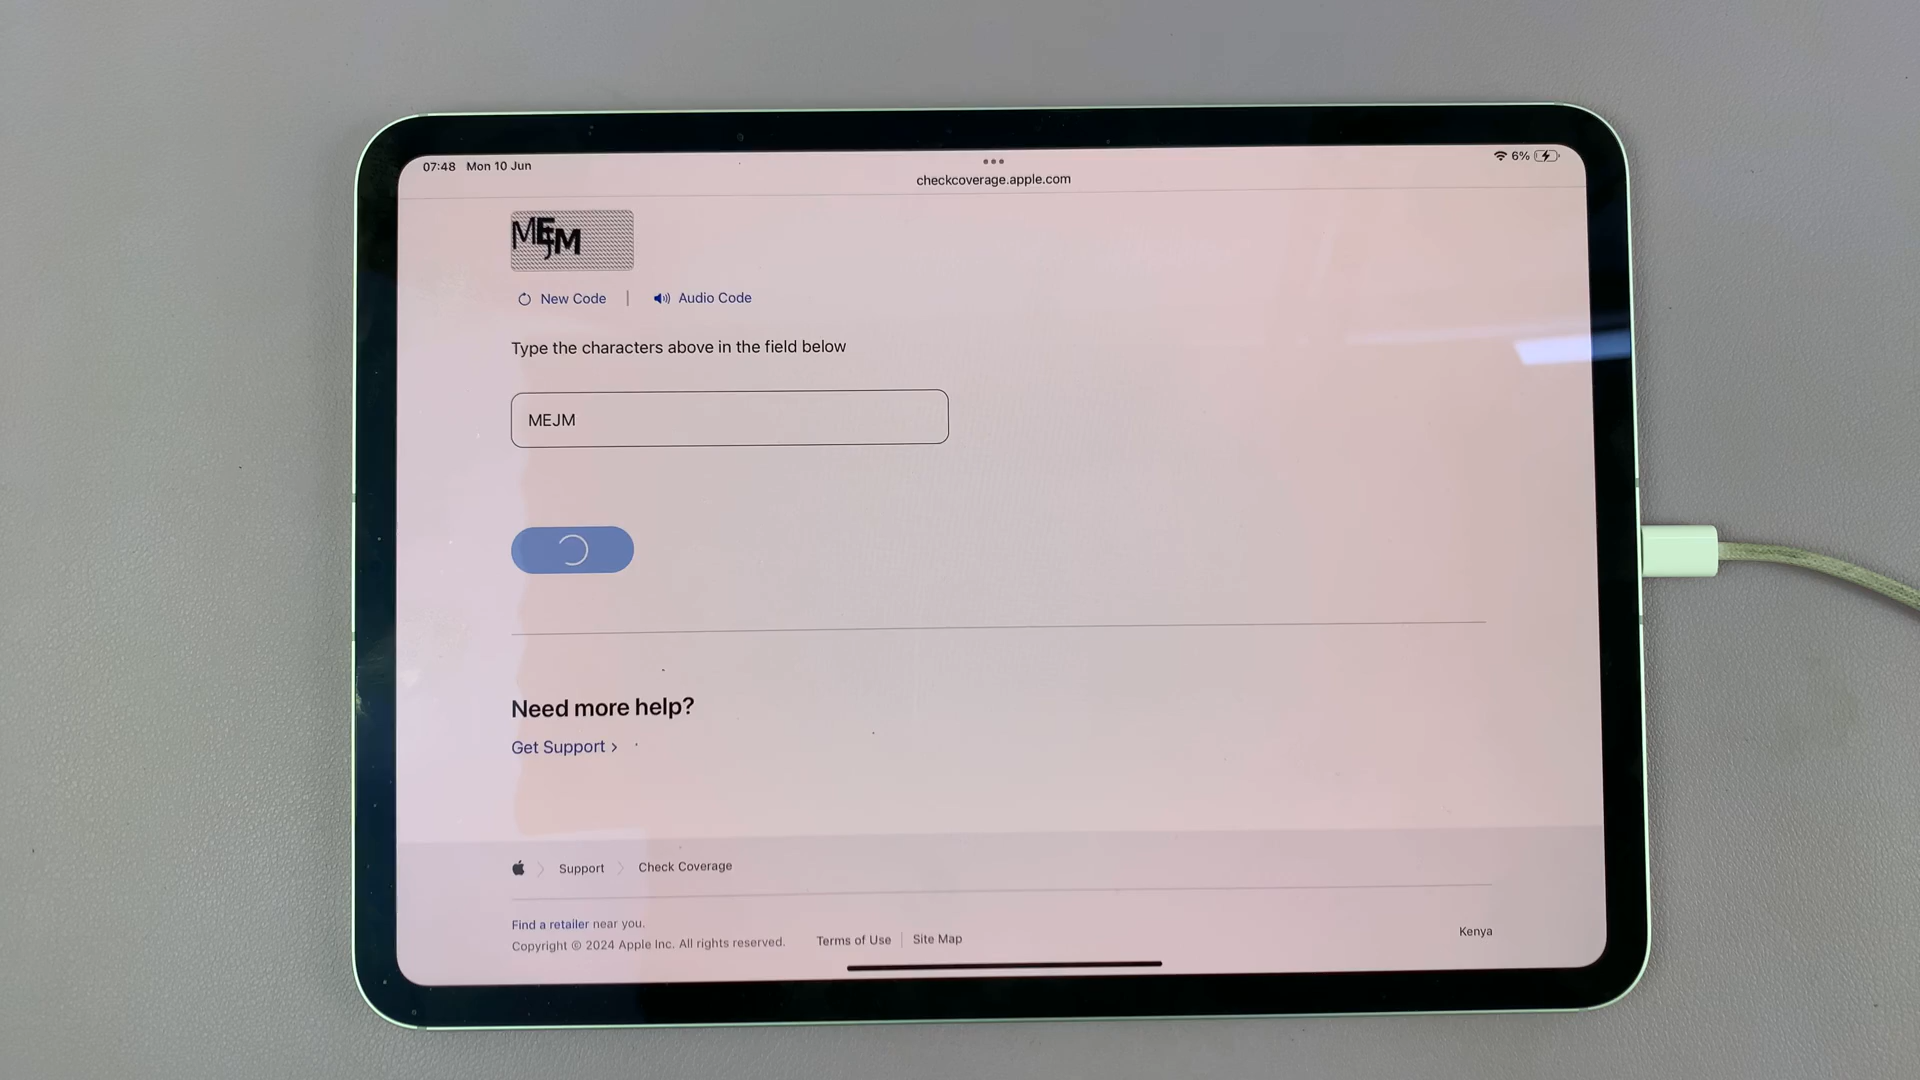 07:48 Mon 10 Jun
6%
checkcoverage.apple.com
MEJM
New Code | Audio Code
Type the characters above in the field below
MEJM
Need more help?
Get Support >
Support > Check Coverage
Find a retailer near you.
Copyright © 2024 Apple Inc. All rights reserved. Terms of Use | Site Map
Kenya